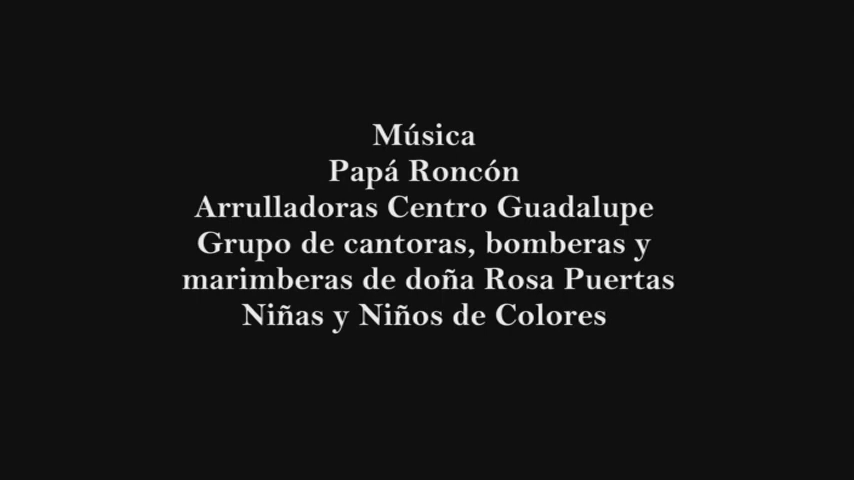 Música
Papá Roncón
Arrulladoras Centro Guadalupe
Grupo de cantoras, bomberas y
marimberas de doña Rosa Puertas
Niñas y Niños de Colores